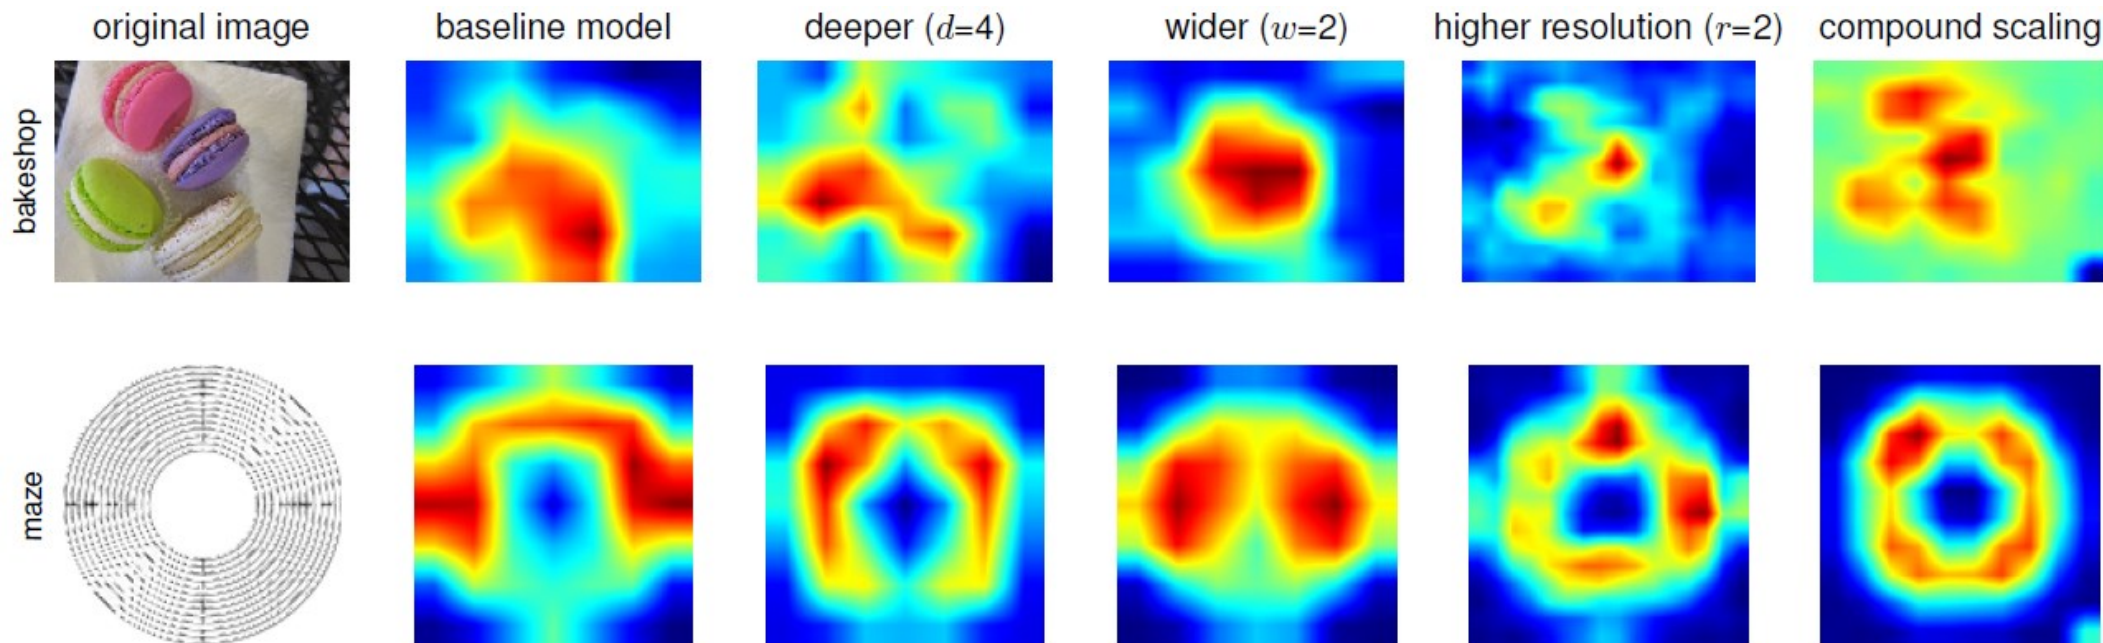 original image
baseline model
deeper (d=4)
wider (w=2)
higher resolution (r=2)
compound scaling
bakeshop
maze